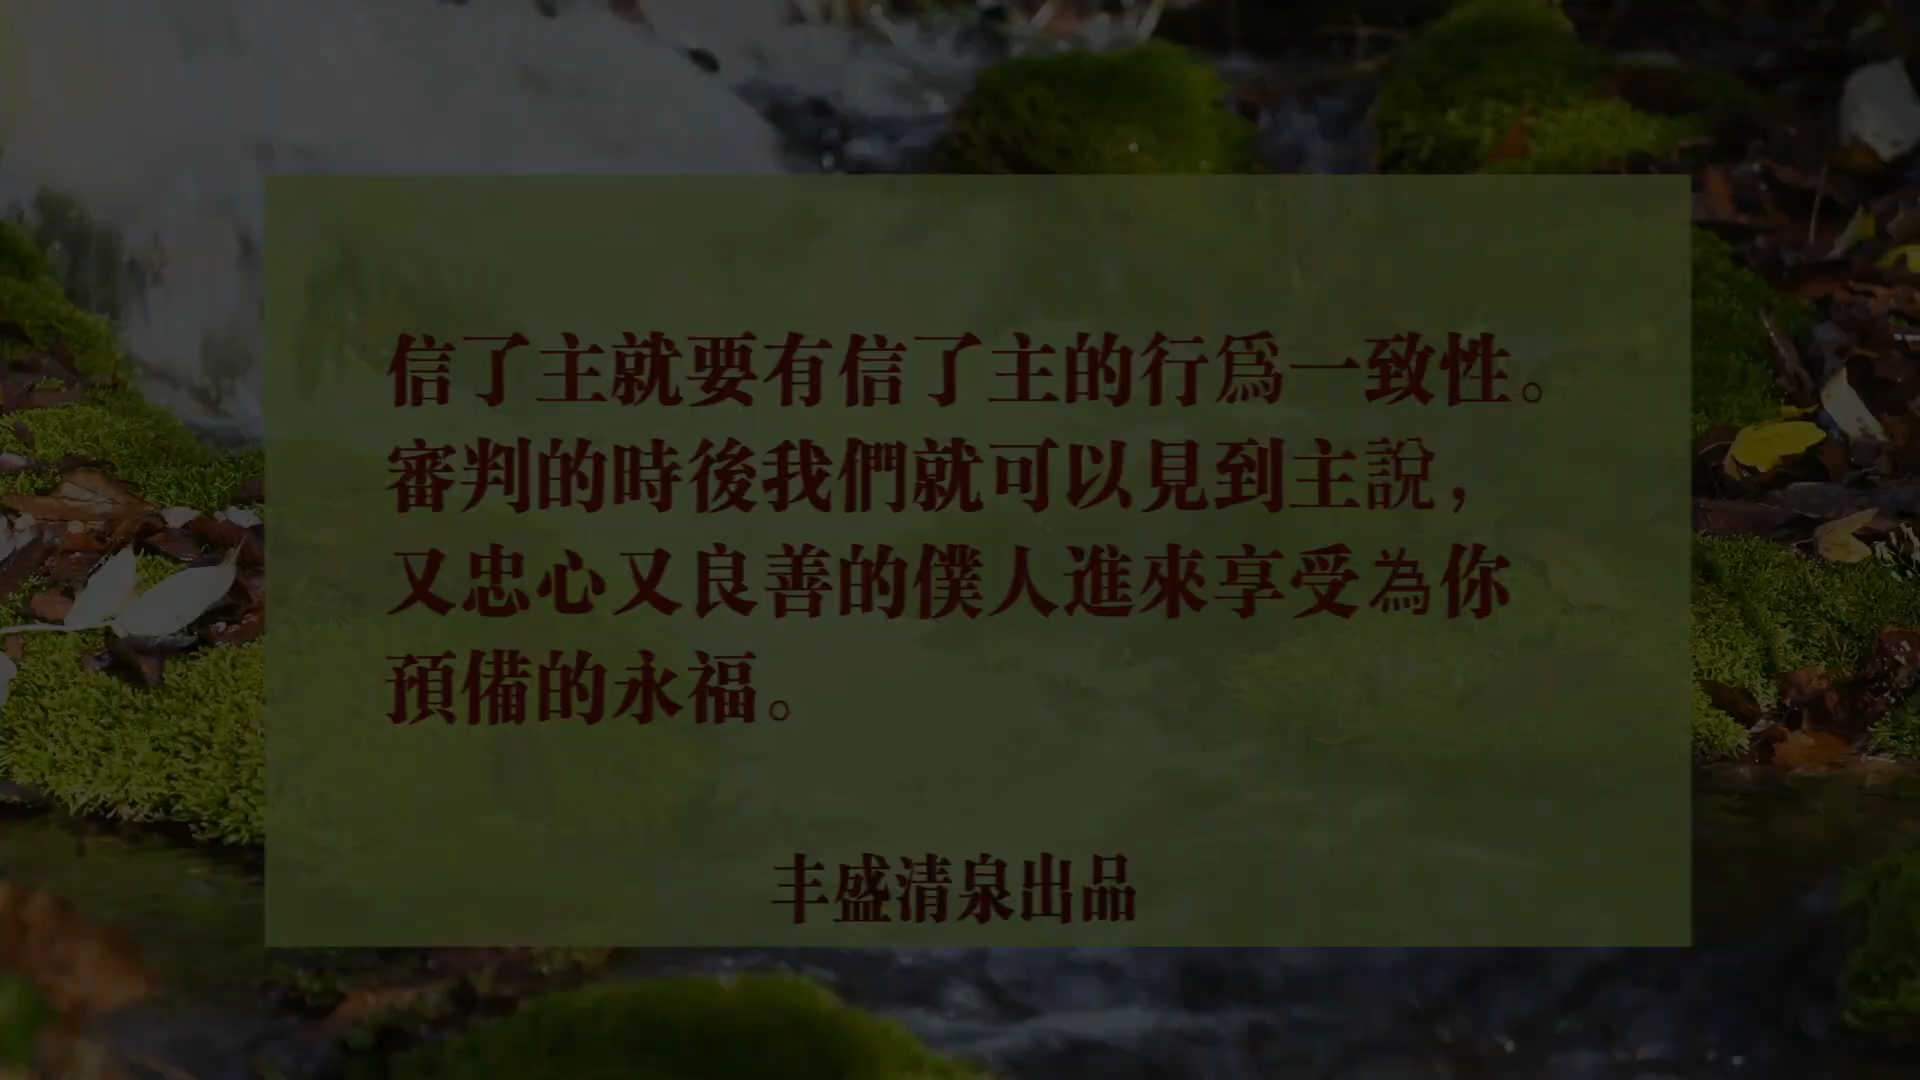 信了主就要有信了主的行爲一致性。
審判的時後我們就可以見到主說，
又忠心又良善的僕人進來享受為你
預備的永福。
丰盛清泉出品